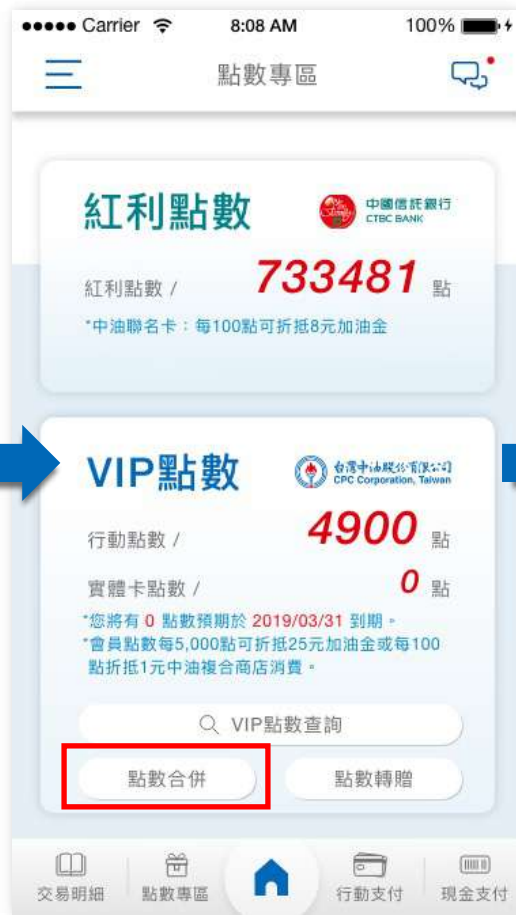 Carrier 8:08 AM 100%
點數專區
紅利點數
中國信託銀行
CTBC BANK
紅利點數 / 733481 點
*中油聯名卡：每100點可折抵8元加油金
VIP點數
台灣中油股份有限公司
CPC Corporation, Taiwan
行動點數 / 4900 點
實體卡點數 / 0 點
*您將有 0 點數預期於 2019/03/31 到期。
*會員點數每5,000點可折抵25元加油金或每100
點折抵1元中油複合商店消費。
VIP點數查詢
點數合併 點數轉贈
交易明細 點數專區 行動支付 現金支付